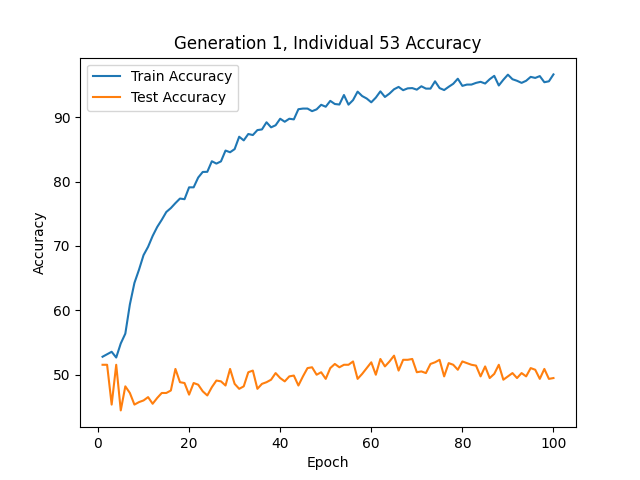 Generation 1, Individual 53 Accuracy
Train Accuracy
Test Accuracy
Accuracy
90
80
70
60
50
0 20 40 60 80 100
Epoch